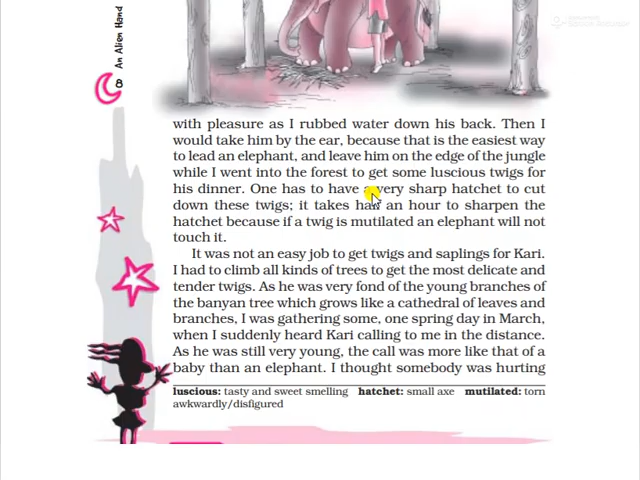 8 An Alien Hand
with pleasure as I rubbed water down his back. Then I
would take him by the ear, because that is the easiest way
to lead an elephant, and leave him on the edge of the jungle
while I went into the forest to get some luscious twigs for
his dinner. One has to have a very sharp hatchet to cut
down these twigs; it takes half an hour to sharpen the
hatchet because if a twig is mutilated an elephant will not
touch it.
It was not an easy job to get twigs and saplings for Kari.
I had to climb all kinds of trees to get the most delicate and
tender twigs. As he was very fond of the young branches of
the banyan tree which grows like a cathedral of leaves and
branches, I was gathering some, one spring day in March,
when I suddenly heard Kari calling to me in the distance.
As he was still very young, the call was more like that of a
baby than an elephant. I thought somebody was hurting
luscious: tasty and sweet smelling hatchet: small axe mutilated: torn
awkwardly/disfigured